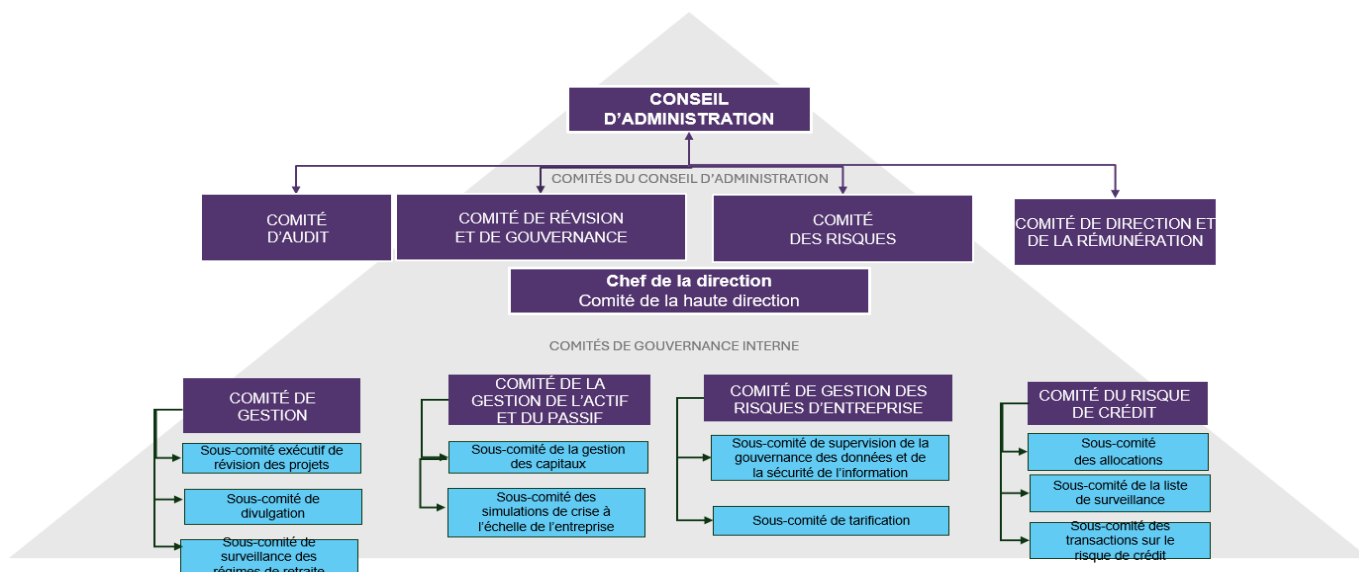 CONSEIL
D'ADMINISTRATION
COMITÉS DU CONSEIL D'ADMINISTRATION
COMITÉ
D'AUDIT
COMITÉ DE RÉVISION
ET DE GOUVERNANCE
COMITÉ
DES RISQUES
COMITÉ DE DIRECTION ET
DE LA RÉMUNÉRATION
Chef de la direction
Comité de la haute direction
COMITÉS DE GOUVERNANCE INTERNE
COMITÉ DE
GESTION
Sous-comité exécutif de
révision des projets
Sous-comité de
divulgation
Sous-comité de
surveillance des
régimes de retraite
COMITÉ DE LA
GESTION DE L'ACTIF
ET DU PASSIF
Sous-comité de la gestion
des capitaux
Sous-comité des
simulations de crise à
l'échelle de l'entreprise
COMITÉ DE GESTION DES
RISQUES D'ENTREPRISE
Sous-comité de supervision de la
gouvernance des données et de
la sécurité de l'information
Sous-comité de tarification
COMITÉ DU RISQUE
DE CRÉDIT
Sous-comité
des allocations
Sous-comité de la liste
de surveillance
Sous-comité des
transactions sur le
risque de crédit